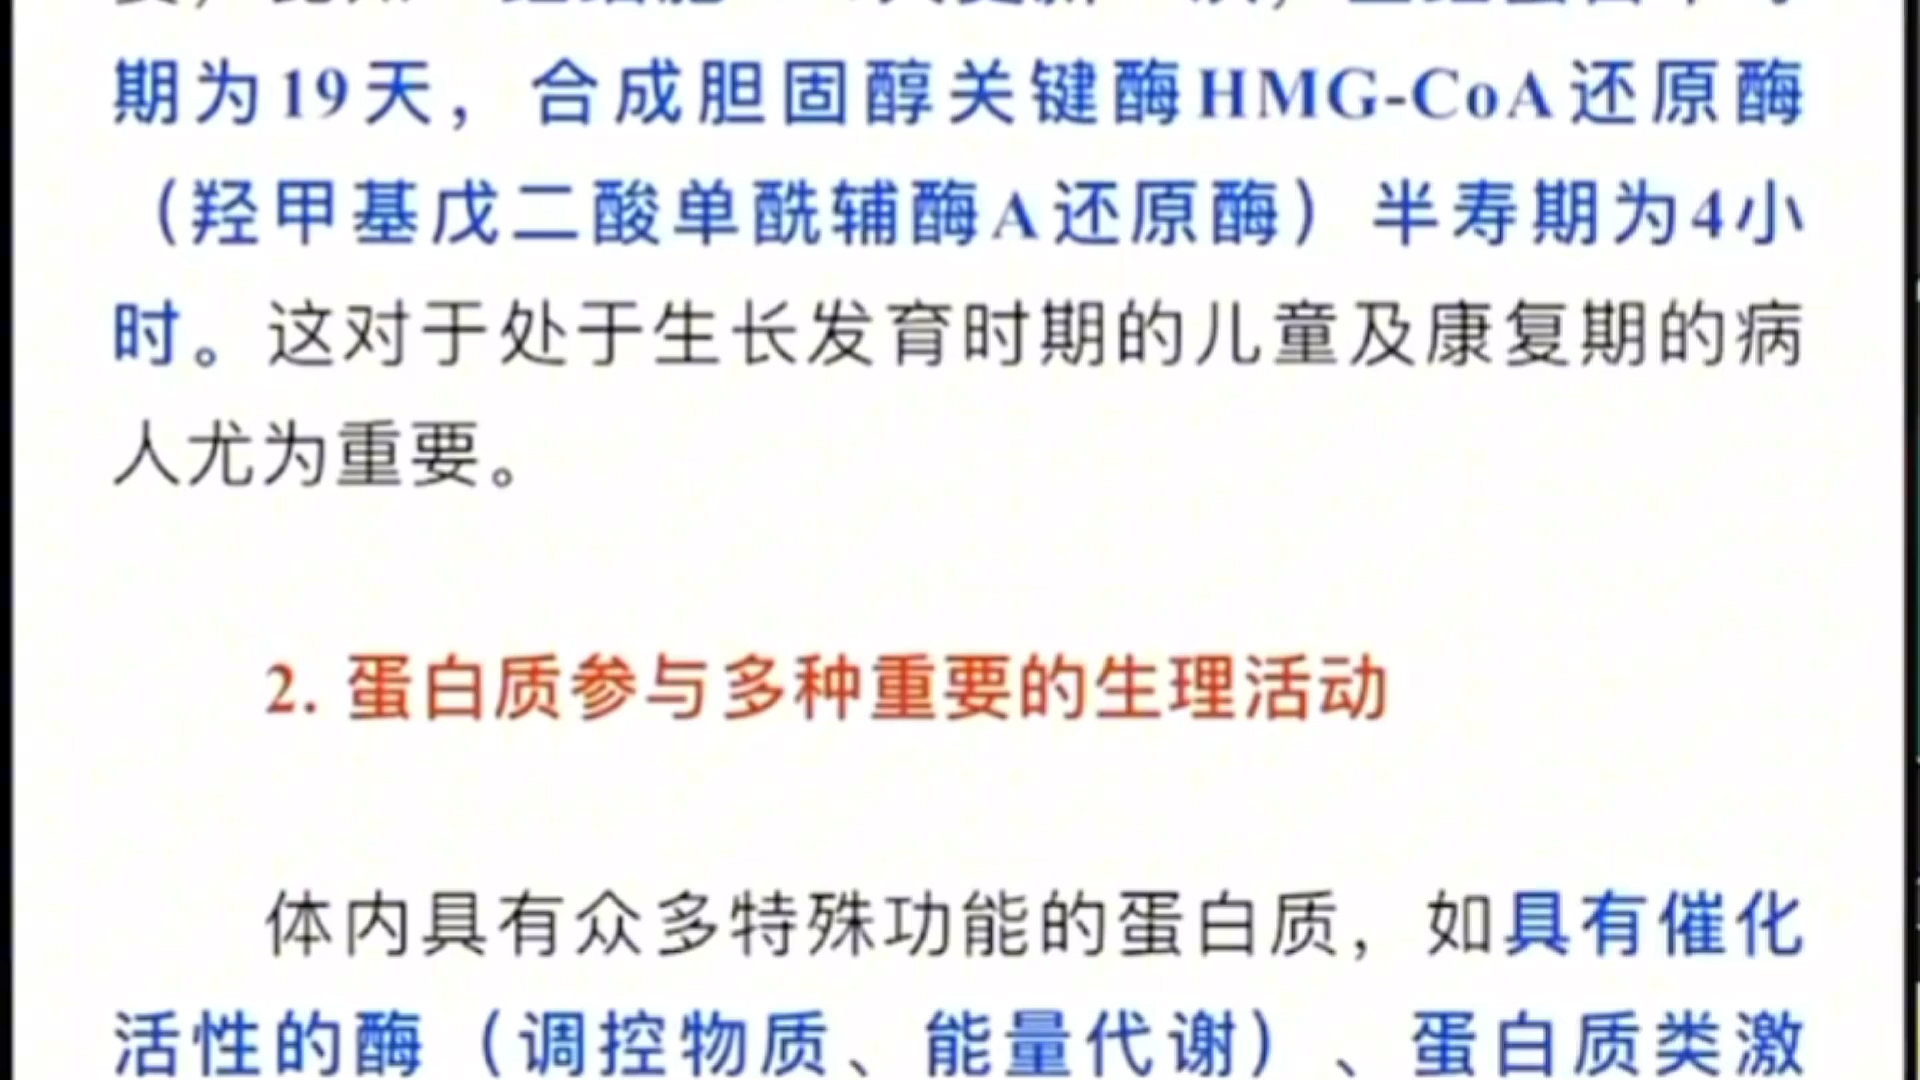 期为19天，合成胆固醇关键酶HMG-CoA还原酶
（羟甲基戊二酸单酰辅酶A还原酶）半寿期为4小
时。这对于处于生长发育时期的儿童及康复期的病
人尤为重要。
2. 蛋白质参与多种重要的生理活动
体内具有众多特殊功能的蛋白质，如具有催化
活性的酶（调控物质、能量代谢）、蛋白质类激